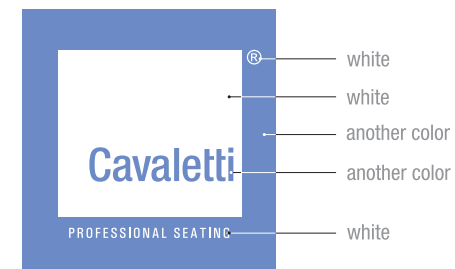 ® white
white
another color
Cavaletti another color
PROFESSIONAL SEATING white